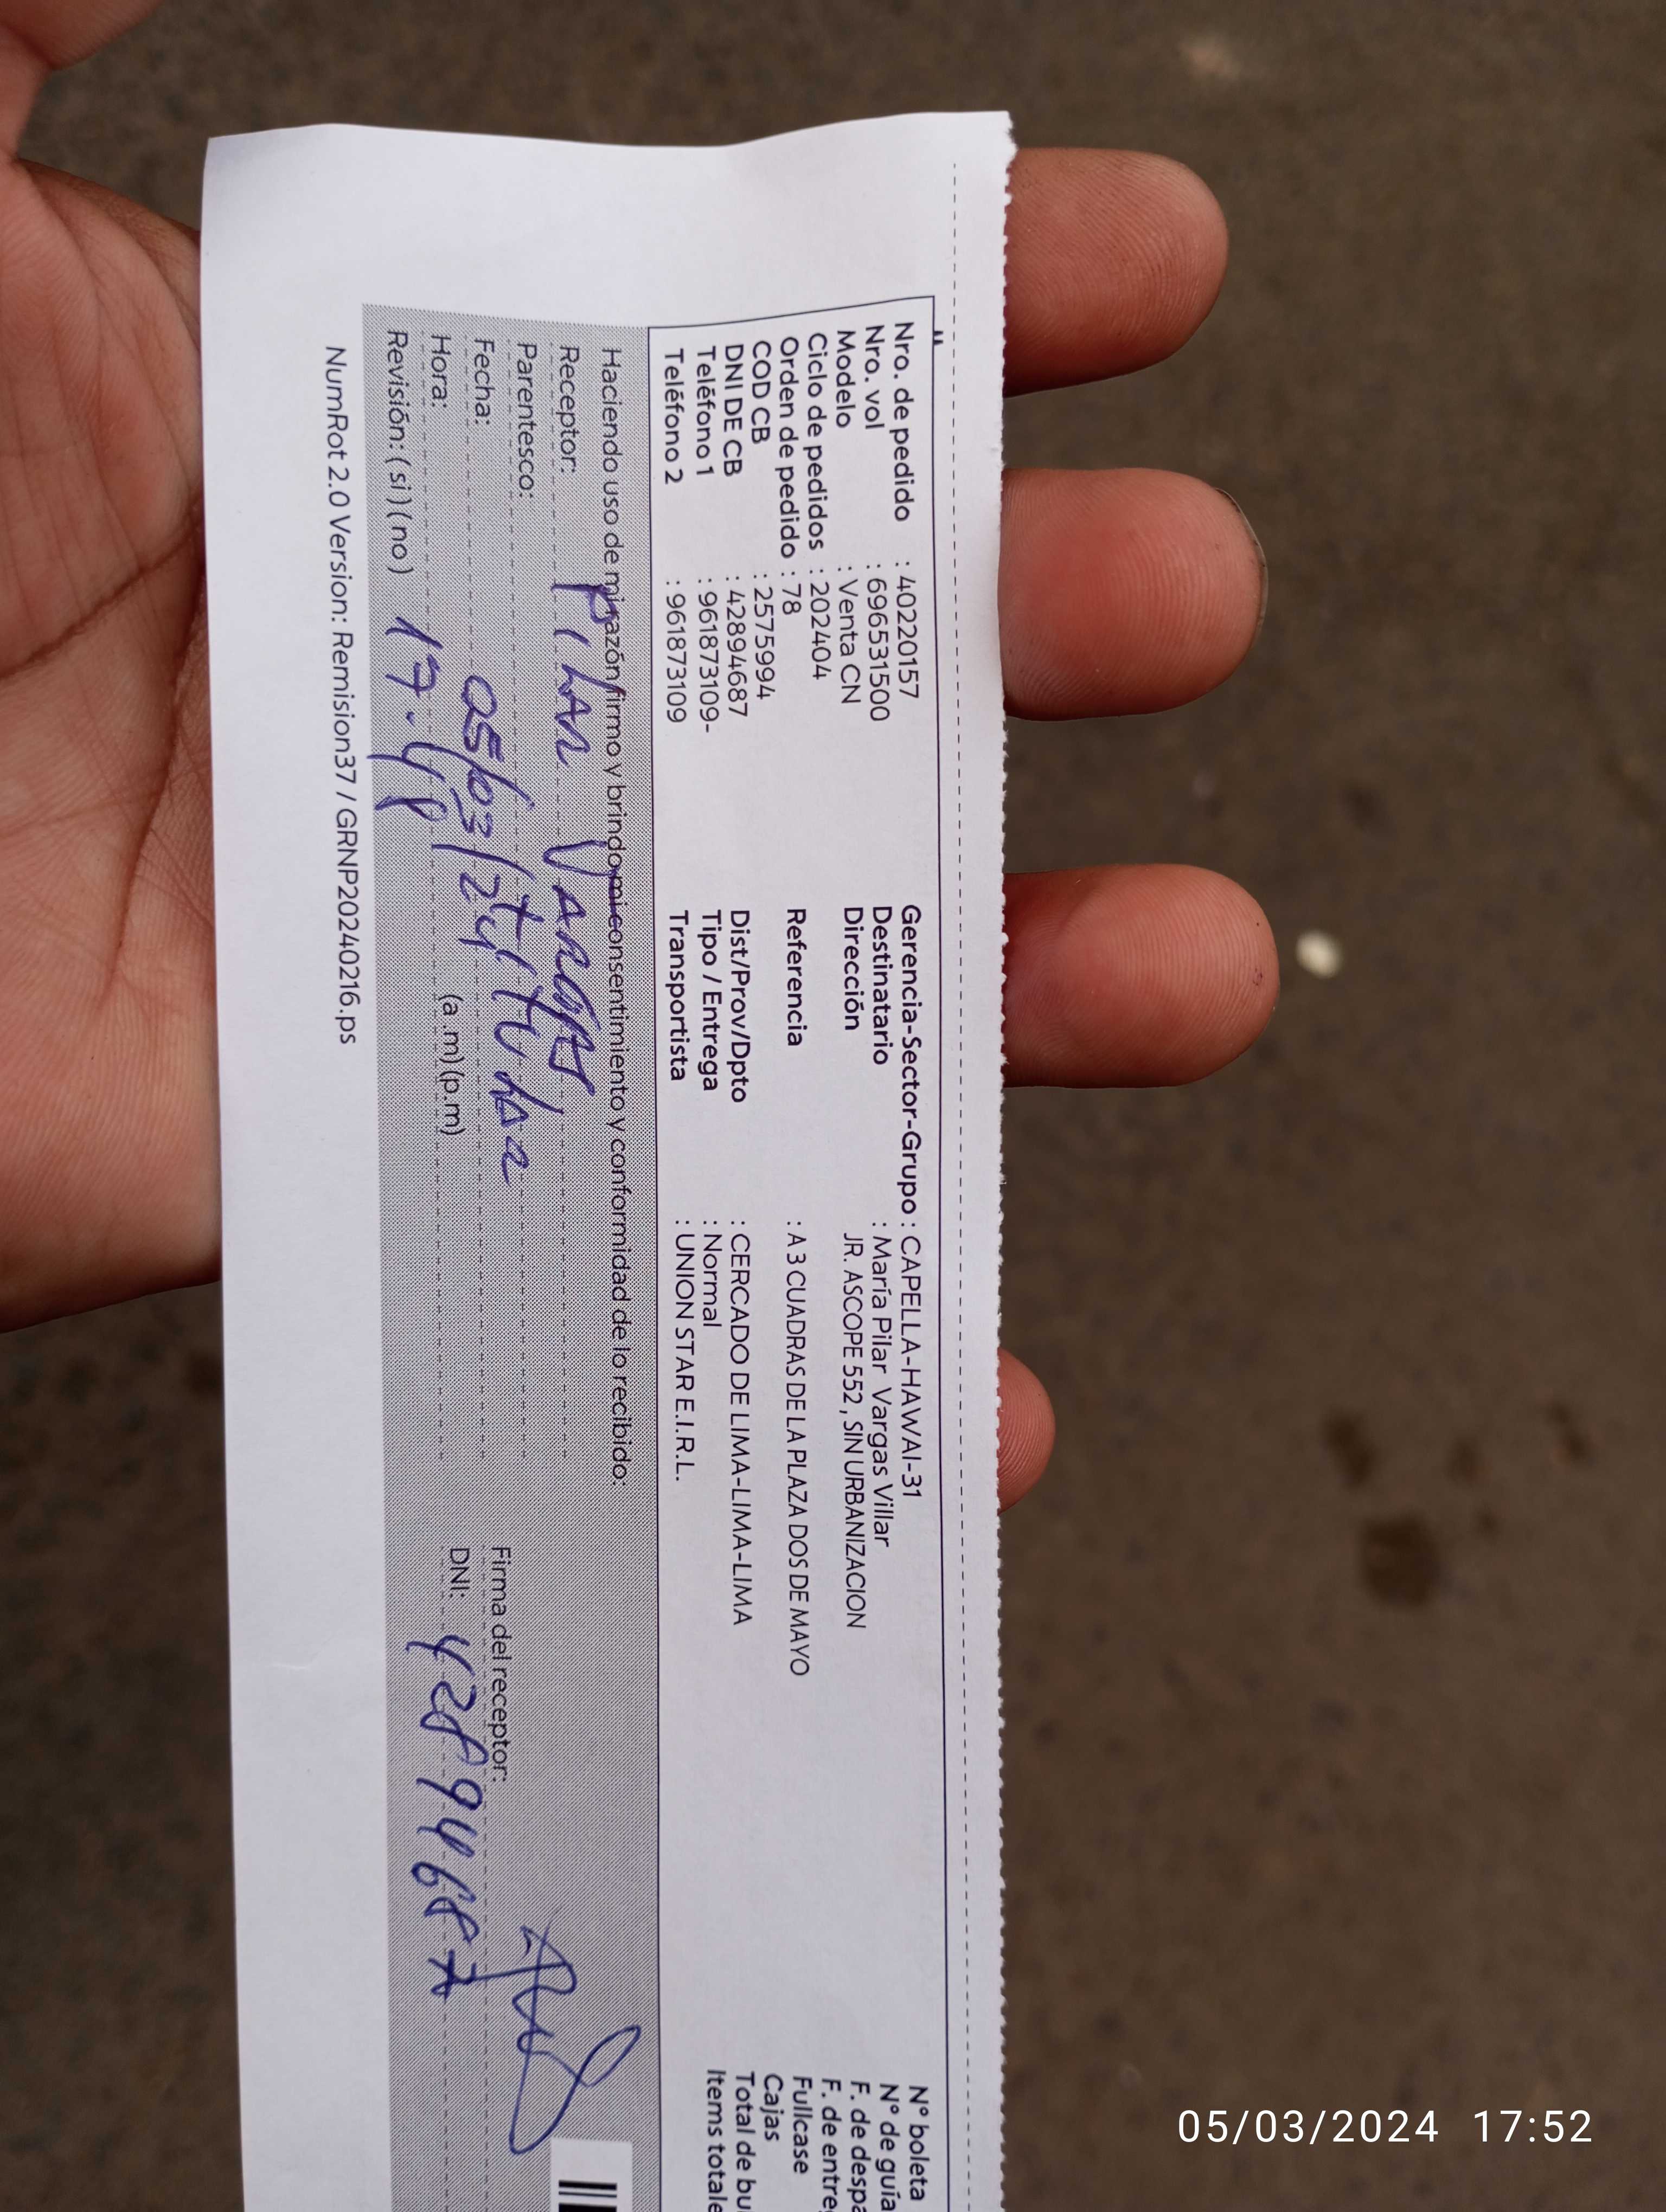 Nro. de pedido : 40220157
Nro. vol : 696531500
Modelo : Venta CN
Ciclo de pedidos : 202404
Orden de pedido : 78
COD CB : 2575994
DNI DE CB : 42894687
Teléfono 1 : 961873109-
Teléfono 2 : 961873109
Gerencia-Sector-Grupo : CAPELLA-HAWAI-31
Destinatario : María Pilar Vargas Villar
Dirección JR. ASCOPE 552 , SIN URBANIZACION
Referencia : A 3 CUADRAS DE LA PLAZA DOS DE MAYO
Dist/Prov/Dpto : CERCADO DE LIMA-LIMA-LIMA
Tipo / Entrega : Normal
Transportista : UNION STAR E.I.R.L.
N° boleta
N° de guía
F. de despa
F. de entre
Fullcase
Cajas
Total de bu
Items totale
Haciendo uso de mi razón firmo y brindo mi consentimiento y conformidad de lo recibido:
Receptor: Pilar Vargas
Parentesco: titular
Fecha: 05/03/24
Hora: 17:48 (a .m)(p.m)
Revisión: ( si ) ( no )
Firma del receptor:
DNI: 42894687
NumRot 2.0 Version: Remision37 / GRNP20240216.ps
05/03/2024 17:52